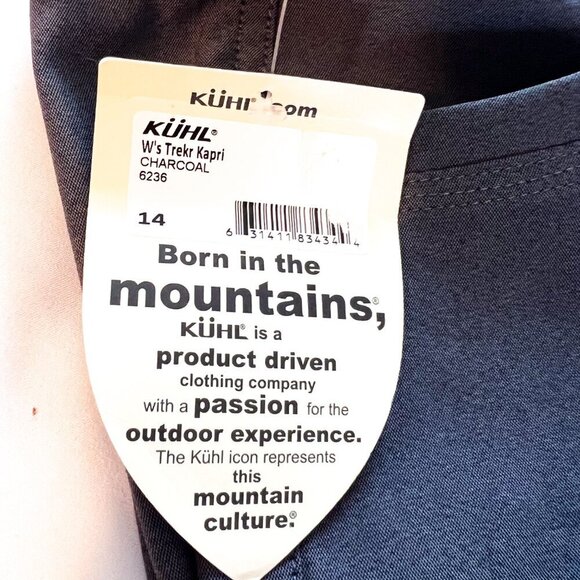 KÜHL.com
KÜHL®
W's Trekr Kapri
CHARCOAL
6236
14
6 31411 83434 4
Born in the
mountains,®
KÜHL® is a
product driven
clothing company
with a passion for the
outdoor experience.
The Kühl icon represents
this
mountain
culture.®